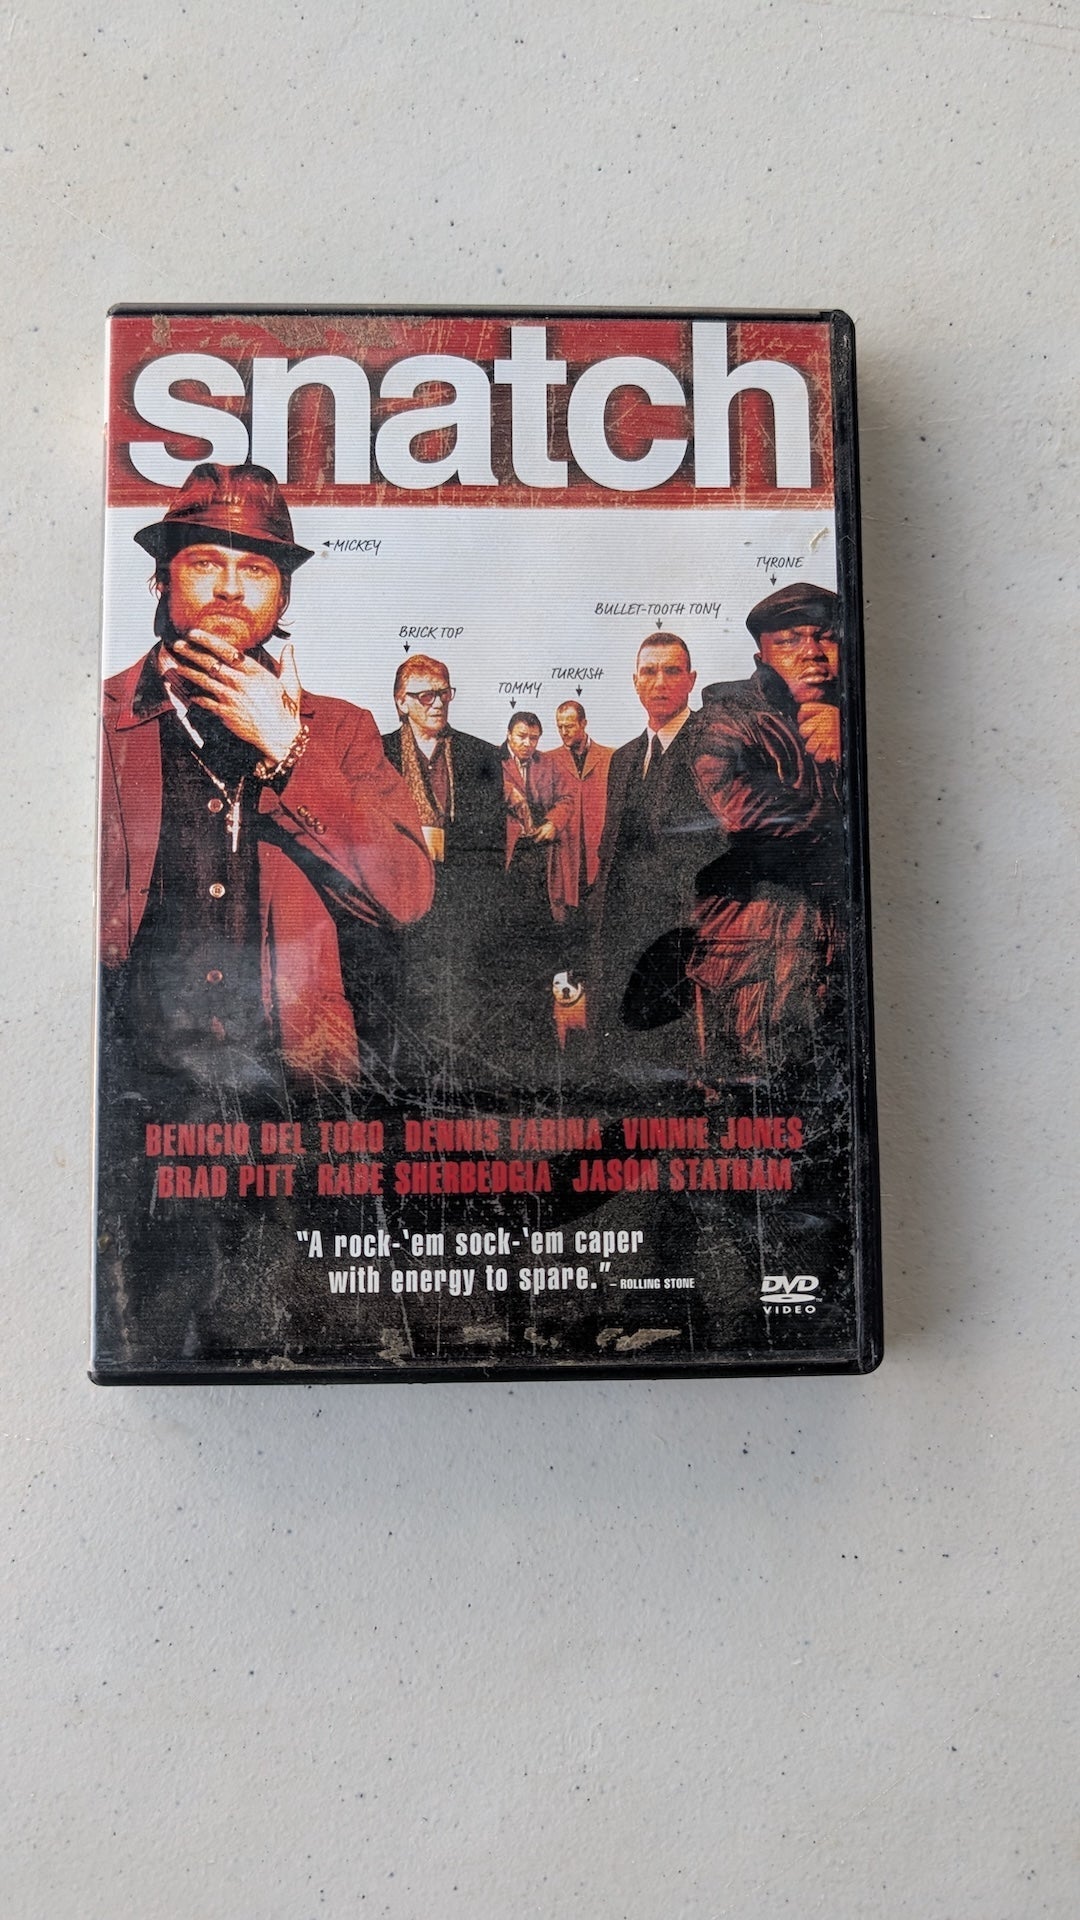 snatch
MICKEY
TYRONE
BULLET-TOOTH TONY
BRICK TOP
TURKISH
TOMMY
BENICIO DEL TORO DENNIS FARINA VINNIE JONES
BRAD PITT RADE SHERBEDGIA JASON STATHAM
"A rock-'em sock-'em caper
with energy to spare." – ROLLING STONE
DVD
VIDEO